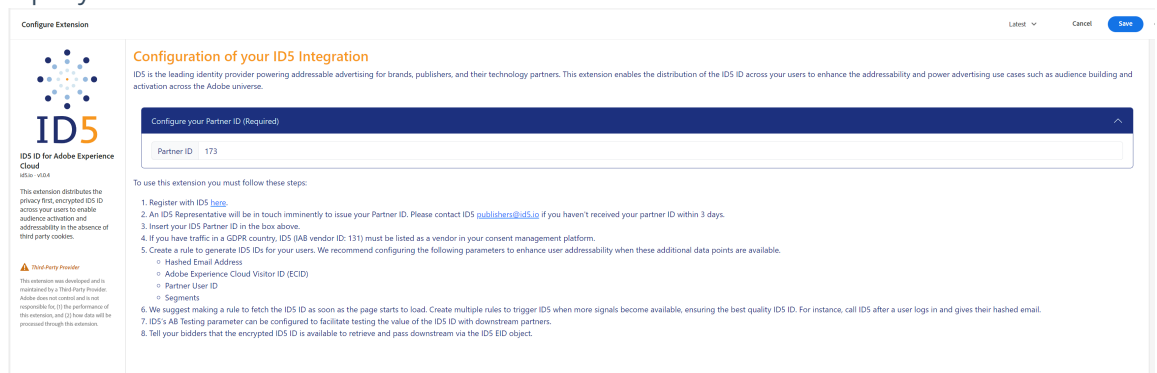 Configure Extension
Latest
Cancel
Save
ID5
ID5 ID for Adobe Experience
Cloud
id5io - v1.0.4
This extension distributes the
privacy first, encrypted ID5 ID
across your users to enable
audience activation and
addressability in the absence of
third party cookies.
Third-Party Provider
This extension was developed and is
maintained by a Third-Party Provider.
Adobe does not control and is not
responsible for, (1) the performance of
this extension, and (2) how data will be
processed through this extension.
Configuration of your ID5 Integration
ID5 is the leading identity provider powering addressable advertising for brands, publishers, and their technology partners. This extension enables the distribution of the ID5 ID across your users to enhance the addressability and power advertising use cases such as audience building and
activation across the Adobe universe.
Configure your Partner ID (Required)
Partner ID 173
To use this extension you must follow these steps:
1. Register with ID5 here.
2. An ID5 Representative will be in touch imminently to issue your Partner ID. Please contact ID5 publishers@id5.io if you haven't received your partner ID within 3 days.
3. Insert your ID5 Partner ID in the box above.
4. If you have traffic in a GDPR country, ID5 (IAB vendor ID: 131) must be listed as a vendor in your consent management platform.
5. Create a rule to generate ID5 IDs for your users. We recommend configuring the following parameters to enhance user addressability when these additional data points are available.
Hashed Email Address
Adobe Experience Cloud Visitor ID (ECID)
Partner User ID
Segments
6. We suggest making a rule to fetch the ID5 ID as soon as the page starts to load. Create multiple rules to trigger ID5 when more signals become available, ensuring the best quality ID5 ID. For instance, call ID5 after a user logs in and gives their hashed email.
7. ID5's AB Testing parameter can be configured to facilitate testing the value of the ID5 ID with downstream partners.
8. Tell your bidders that the encrypted ID5 ID is available to retrieve and pass downstream via the ID5 EID object.